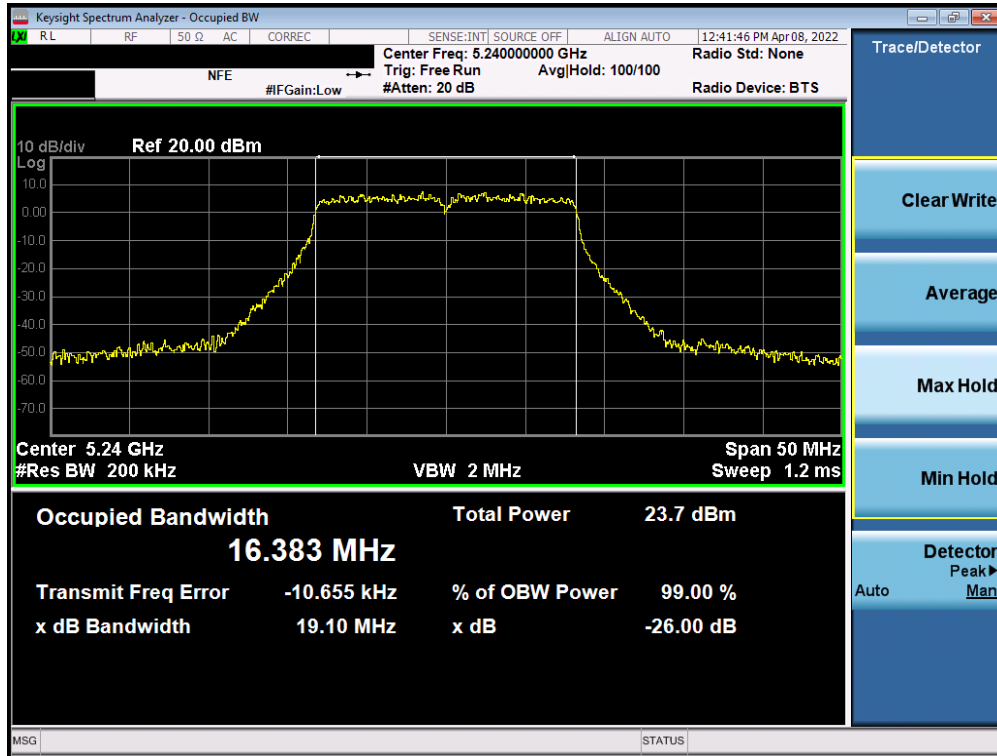 Keysight Spectrum Analyzer - Occupied BW
LXI RL RF 50 Ω AC CORREC SENSE:INT SOURCE OFF ALIGN AUTO 12:41:46 PM Apr 08, 2022
Center Freq: 5.240000000 GHz Radio Std: None
NFE Trig: Free Run Avg|Hold: 100/100
#IFGain:Low #Atten: 20 dB Radio Device: BTS
10 dB/div Ref 20.00 dBm
Log
10.0
0.00
-10.0
-20.0
-30.0
-40.0
-50.0
-60.0
-70.0
Center 5.24 GHz Span 50 MHz
#Res BW 200 kHz VBW 2 MHz Sweep 1.2 ms
Occupied Bandwidth Total Power 23.7 dBm
16.383 MHz
Transmit Freq Error -10.655 kHz % of OBW Power 99.00 %
x dB Bandwidth 19.10 MHz x dB -26.00 dB
MSG STATUS
Trace/Detector
Clear Write
Average
Max Hold
Min Hold
Detector
Peak▶
Auto Man